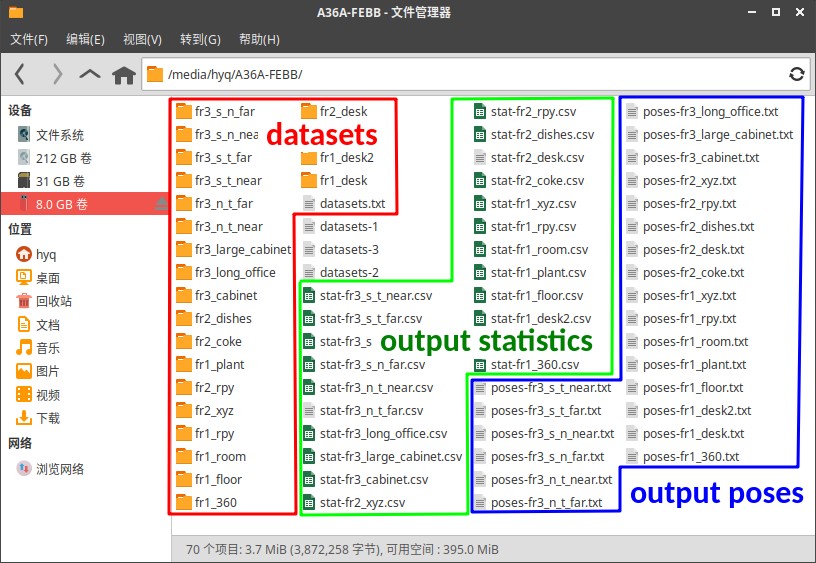 A36A-FEBB - 文件管理器
文件(F) 编辑(E) 视图(V) 转到(G) 帮助(H)
/media/hyq/A36A-FEBB/
设备
文件系统
212 GB 卷
31 GB 卷
8.0 GB 卷
位置
hyq
桌面
回收站
文档
音乐
图片
视频
下载
网络
浏览网络
fr3_s_n_far
fr3_s_n_nea
fr3_s_t_far
fr3_s_t_near
fr3_n_t_far
fr3_n_t_near
fr3_large_cabinet
fr3_long_office
fr3_cabinet
fr2_dishes
fr2_coke
fr1_plant
fr2_rpy
fr2_xyz
fr1_rpy
fr1_room
fr1_floor
fr1_360
fr2_desk
datasets
fr1_desk2
fr1_desk
datasets.txt
datasets-1
datasets-3
datasets-2
stat-fr3_s_t_near.csv
stat-fr3_s_t_far.csv
stat-fr3_s
stat-fr3_s_n_far.csv
stat-fr3_n_t_near.csv
stat-fr3_n_t_far.csv
stat-fr3_long_office.csv
stat-fr3_large_cabinet.csv
stat-fr3_cabinet.csv
stat-fr2_xyz.csv
stat-fr2_rpy.csv
stat-fr2_dishes.csv
stat-fr2_desk.csv
stat-fr2_coke.csv
stat-fr1_xyz.csv
stat-fr1_rpy.csv
stat-fr1_room.csv
stat-fr1_plant.csv
stat-fr1_floor.csv
stat-fr1_desk2.csv
output statistics
stat-fr1_360.csv
poses-fr3_s_t_near.txt
poses-fr3_s_t_far.txt
poses-fr3_s_n_near.txt
poses-fr3_s_n_far.txt
poses-fr3_n_t_near.txt
poses-fr3_n_t_far.txt
poses-fr3_long_office.txt
poses-fr3_large_cabinet.txt
poses-fr3_cabinet.txt
poses-fr2_xyz.txt
poses-fr2_rpy.txt
poses-fr2_dishes.txt
poses-fr2_desk.txt
poses-fr2_coke.txt
poses-fr1_xyz.txt
poses-fr1_rpy.txt
poses-fr1_room.txt
poses-fr1_plant.txt
poses-fr1_floor.txt
poses-fr1_desk2.txt
poses-fr1_desk.txt
poses-fr1_360.txt
output poses
70 个项目: 3.7 MiB (3,872,258 字节), 可用空间 : 395.0 MiB